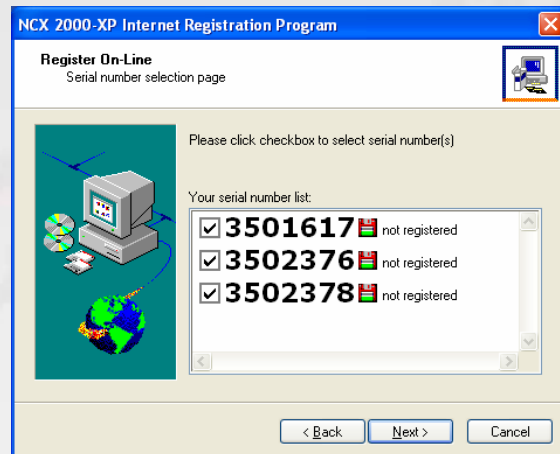 NCX 2000-XP Internet Registration Program
Register On-Line
Serial number selection page
Please click checkbox to select serial number(s)
Your serial number list:
3501617 not registered
3502376 not registered
3502378 not registered
< Back Next > Cancel